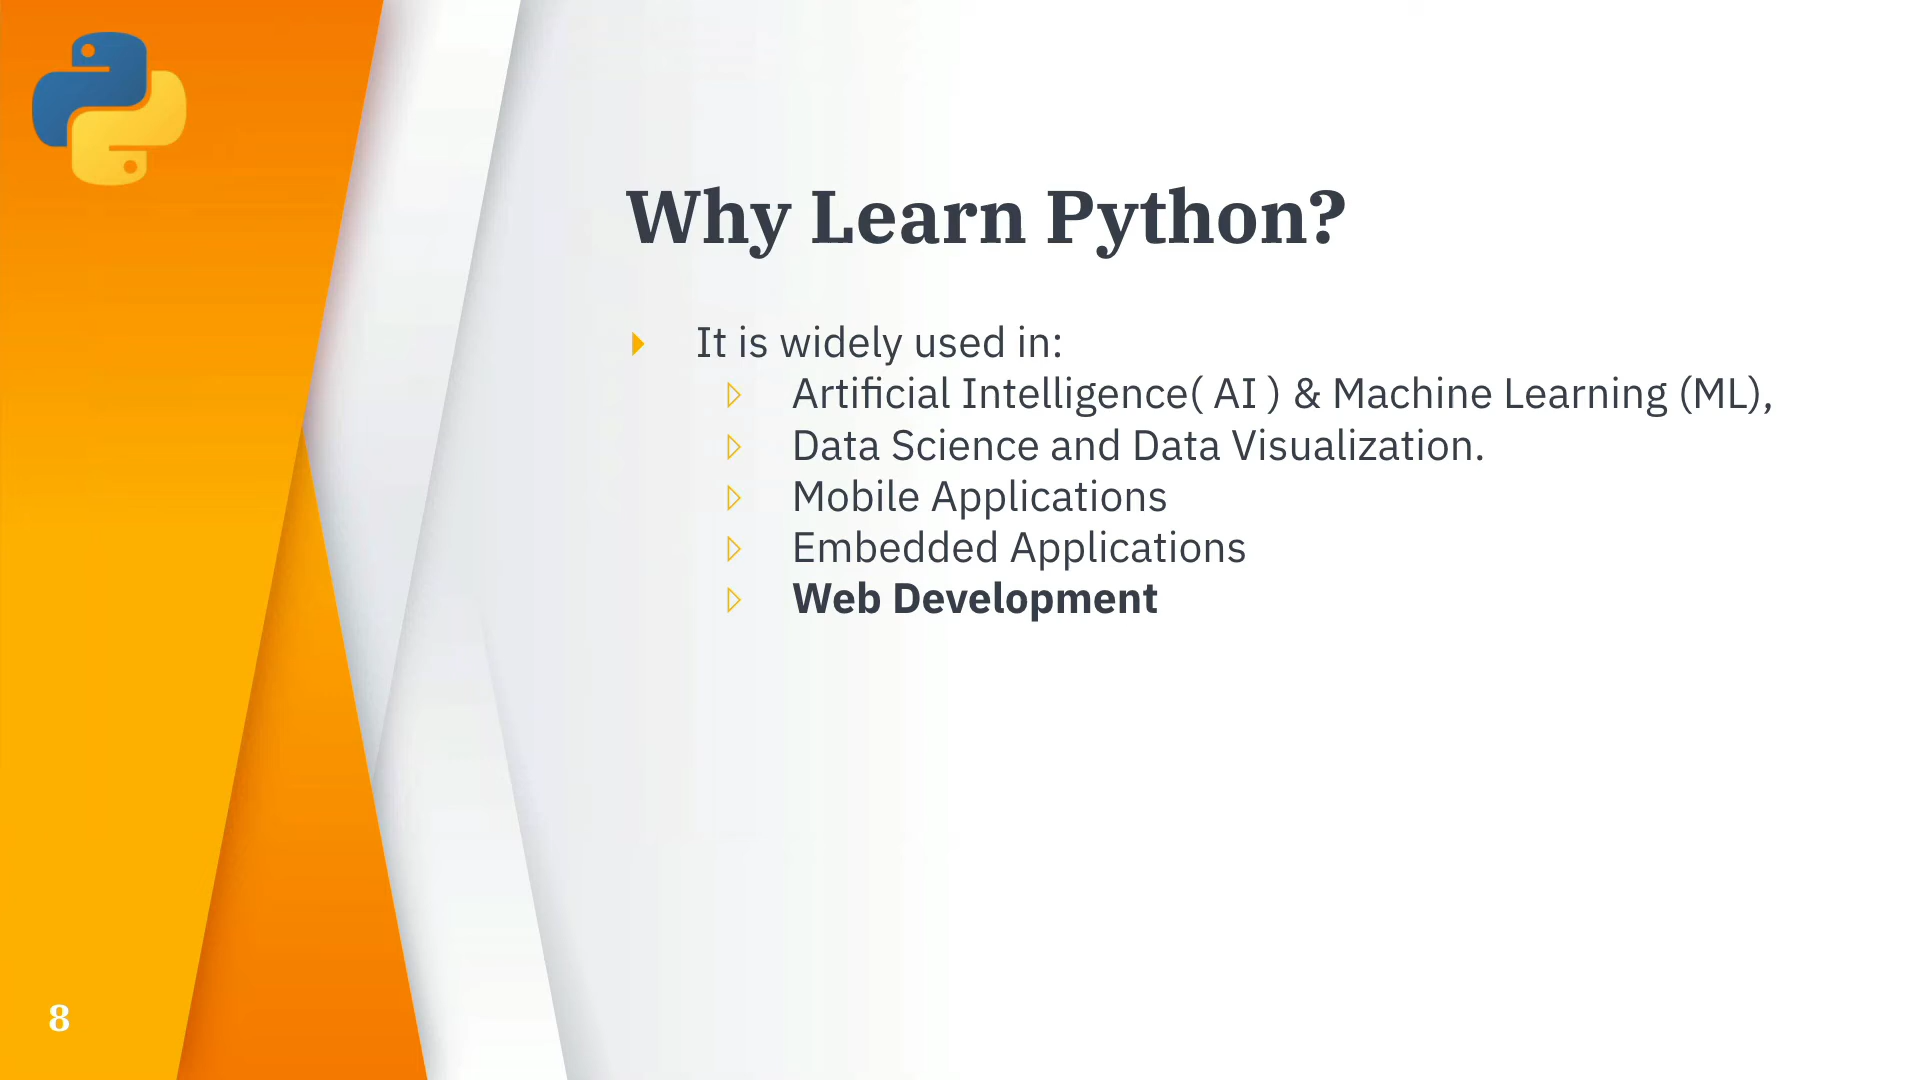 Why Learn Python?
It is widely used in:
Artificial Intelligence( AI ) & Machine Learning (ML),
Data Science and Data Visualization.
Mobile Applications
Embedded Applications
Web Development
8